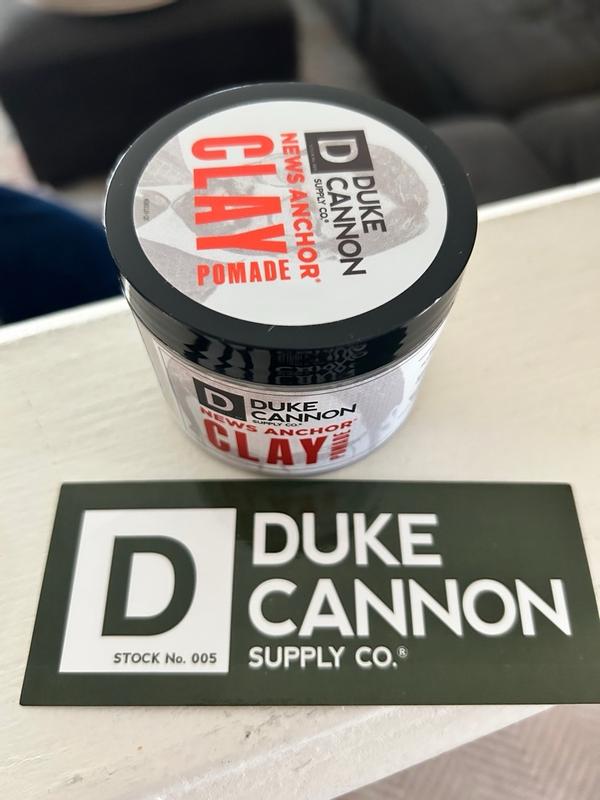 D
DUKE
CANNON
SUPPLY CO.®
NEWS ANCHOR®
CLAY
POMADE
D
DUKE
CANNON
SUPPLY CO.®
NEWS ANCHOR®
CLAY
POMADE
D
STOCK No. 005
DUKE
CANNON
SUPPLY CO.®